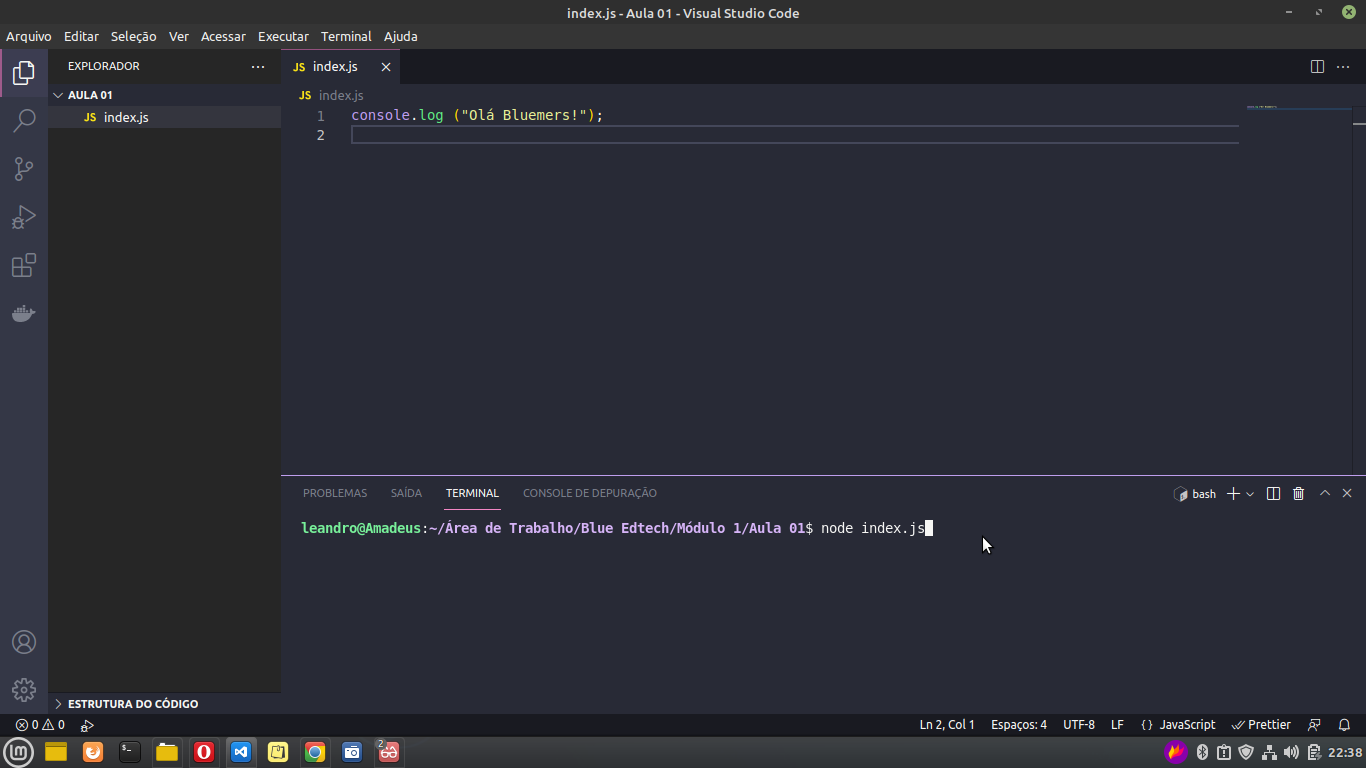 index.js - Aula 01 - Visual Studio Code
Arquivo Editar Seleção Ver Acessar Executar Terminal Ajuda
EXPLORADOR
AULA 01
JS index.js
JS index.js
JS index.js
1 console.log ("Olá Bluemers!");
2
PROBLEMAS SAÍDA TERMINAL CONSOLE DE DEPURAÇÃO
bash
leandro@Amadeus:~/Área de Trabalho/Blue Edtech/Módulo 1/Aula 01$ node index.js
ESTRUTURA DO CÓDIGO
0 0
Ln 2, Col 1 Espaços: 4 UTF-8 LF {} JavaScript Prettier
2
22:38